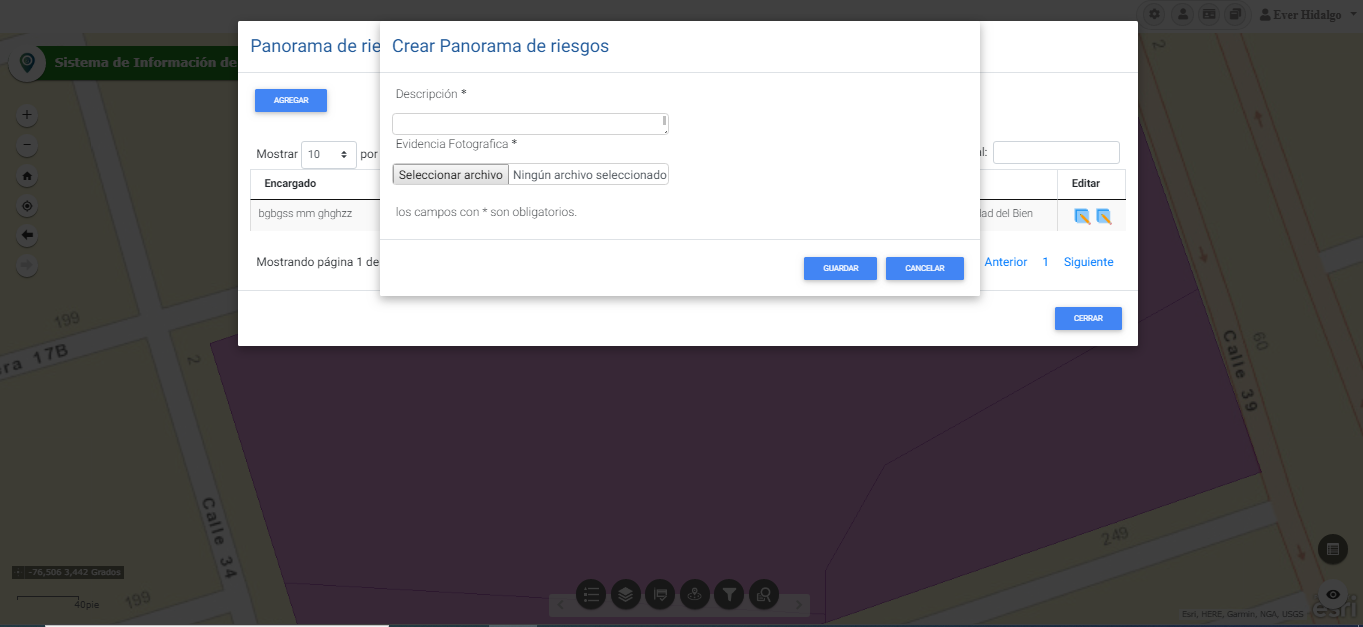 Ever Hidalgo
Panorama de rie
Crear Panorama de riesgos
Sistema de Información de
Descripción *
AGREGAR
Evidencia Fotografica *
Mostrar 10 por
al:
Seleccionar archivo Ningún archivo seleccionado
Encargado
Editar
bgbgss mm ghghzz
los campos con * son obligatorios.
dad del Bien
Mostrando página 1 de
GUARDAR
CANCELAR
Anterior 1 Siguiente
CERRAR
199
ra 17B
2
2
60
Calle 39
Calle 34
249
-76,506 3,442 Grados
40pie
199
Esri, HERE, Garmin, NGA, USGS
esri